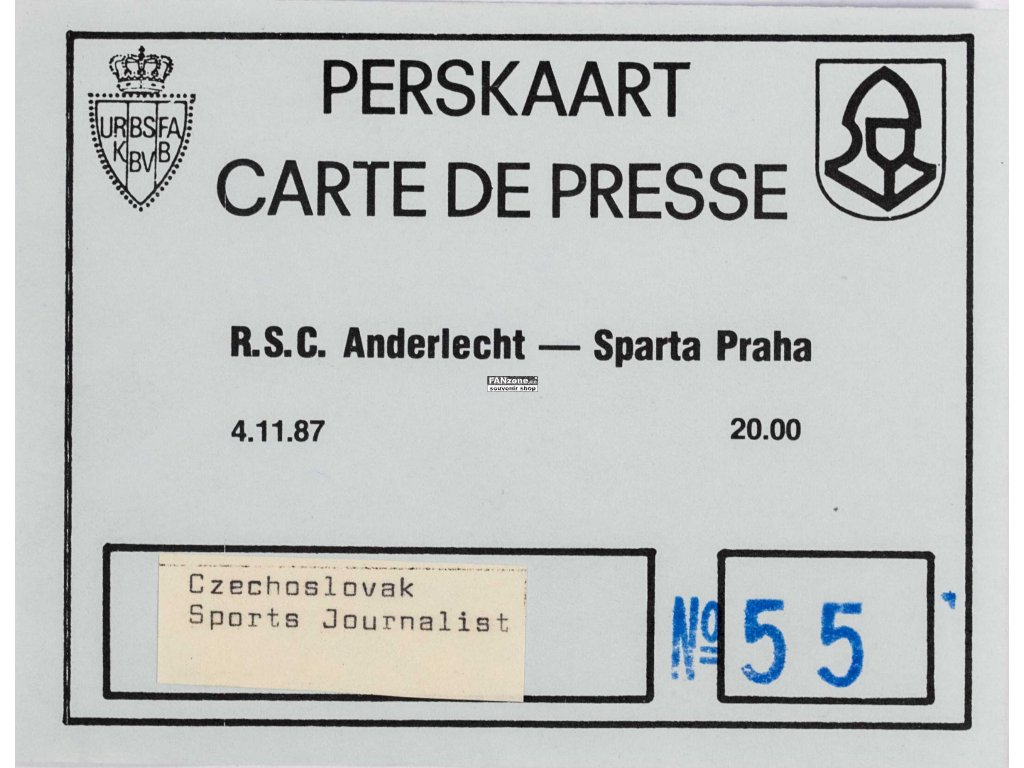 PERSKAART
CARTE DE PRESSE
URBSFA
KBVB
R.S.C. Anderlecht — Sparta Praha
FANzone.cz
souvenir shop
4.11.87 20.00
Czechoslovak
Sports Journalist
Nº 55